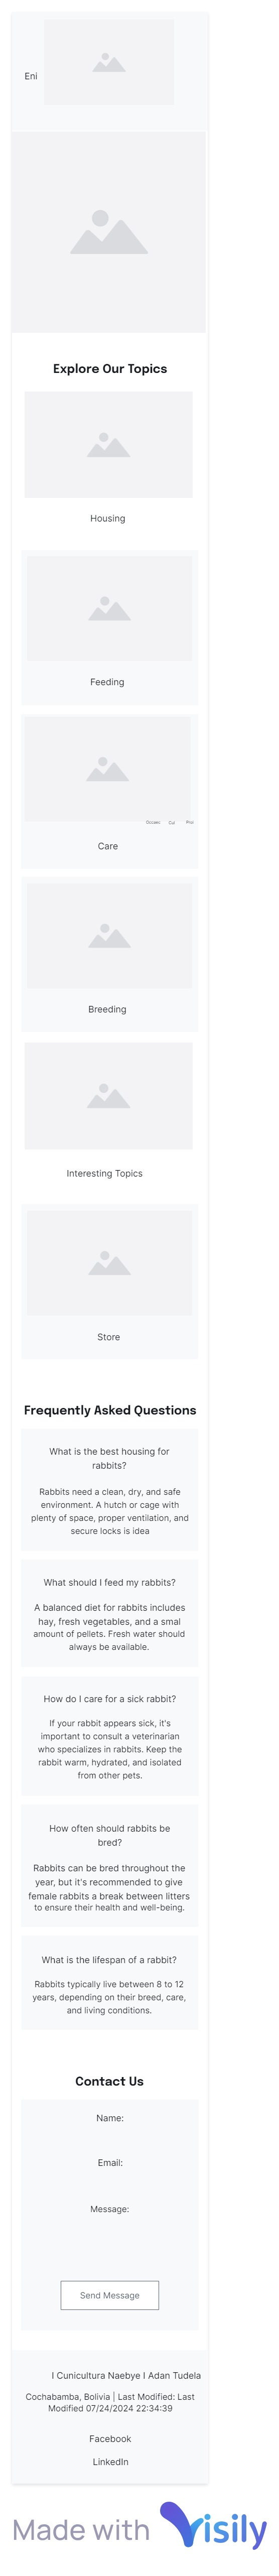 Eni
Explore Our Topics
Housing
Feeding
Care
Breeding
Interesting Topics
Store
Frequently Asked Questions
What is the best housing for
rabbits?
Rabbits need a clean, dry, and safe
environment. A hutch or cage with
plenty of space, proper ventilation, and
secure locks is idea
What should I feed my rabbits?
A balanced diet for rabbits includes
hay, fresh vegetables, and a smal
amount of pellets. Fresh water should
always be available.
How do I care for a sick rabbit?
If your rabbit appears sick, it's
important to consult a veterinarian
who specializes in rabbits. Keep the
rabbit warm, hydrated, and isolated
from other pets.
How often should rabbits be
bred?
Rabbits can be bred throughout the
year, but it's recommended to give
female rabbits a break between litters
to ensure their health and well-being.
What is the lifespan of a rabbit?
Rabbits typically live between 8 to 12
years, depending on their breed, care,
and living conditions.
Contact Us
Name:
Email:
Message:
Send Message
I Cunicultura Naebye I Adan Tudela
Cochabamba, Bolivia | Last Modified: Last
Modified 07/24/2024 22:34:39
Facebook
LinkedIn
Made with Visily